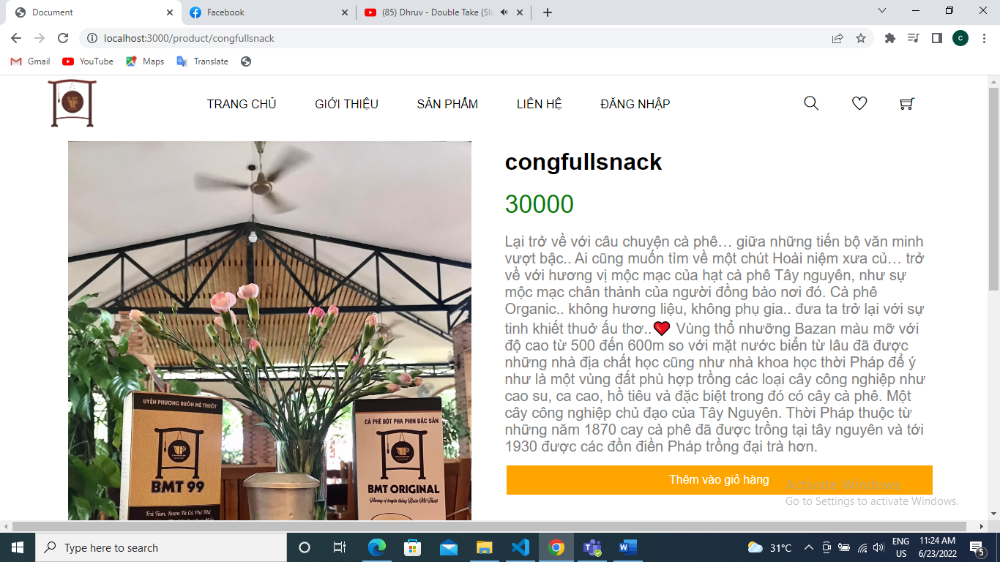 Document
Facebook
(85) Dhruv - Double Take (Slo
localhost:3000/product/congfullsnack
c
Gmail
YouTube
Maps
Translate
TRANG CHỦ
GIỚI THIỆU
SẢN PHẨM
LIÊN HỆ
ĐĂNG NHẬP
congfullsnack
30000
Lại trở về với câu chuyện cà phê… giữa những tiến bộ văn minh
vượt bậc.. Ai cũng muốn tìm về một chút Hoài niệm xưa củ… trở
về với hương vị mộc mạc của hạt cà phê Tây nguyên, như sự
mộc mạc chân thành của người đồng bào nơi đó. Cà phê
Organic.. không hương liệu, không phụ gia.. đưa ta trở lại với sự
tinh khiết thuở ấu thơ..❤️ Vùng thổ nhưỡng Bazan màu mỡ với
độ cao từ 500 đến 600m so với mặt nước biển từ lâu đã được
những nhà địa chất học cũng như nhà khoa học thời Pháp để ý
như là một vùng đất phù hợp trồng các loại cây công nghiệp như
cao su, ca cao, hồ tiêu và đặc biệt trong đó có cây cà phê. Một
cây công nghiệp chủ đạo của Tây Nguyên. Thời Pháp thuộc từ
những năm 1870 cay cà phê đã được trồng tại tây nguyên và tới
1930 được các đồn điền Pháp trồng đại trà hơn.
Thêm vào giỏ hàng
UYÊN PHƯƠNG BUÔN MÊ THUỘT
BMT 99
CÀ PHÊ BỘT PHA PHIN ĐẶC SẢN
BMT ORIGINAL
Hương vị truyền thống Buôn Mê Thuột
Activate Windows
Go to Settings to activate Windows.
Type here to search
31°C
ENG
US
11:24 AM
6/23/2022
5